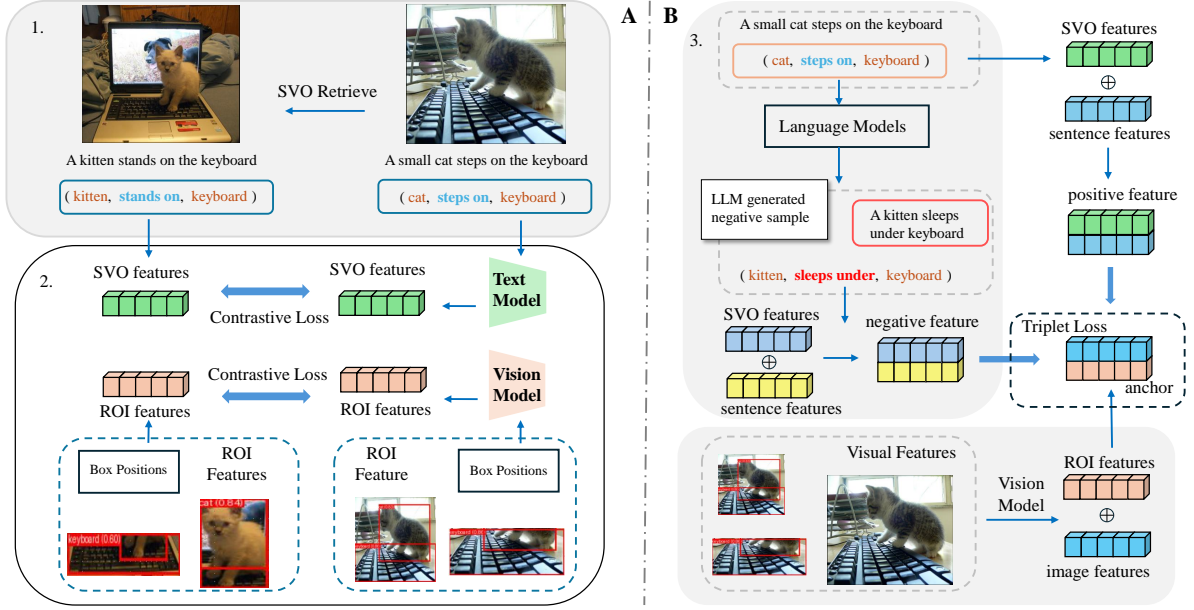 A
B
1.
SVO Retrieve
A kitten stands on the keyboard
( kitten, stands on, keyboard )
A small cat steps on the keyboard
( cat, steps on, keyboard )
2.
SVO features
SVO features
Text
Model
Contrastive Loss
Contrastive Loss
ROI features
ROI features
Vision
Model
Box Positions
ROI
Features
cat (0.84)
keyboard (0.60)
ROI
Feature
Box Positions
3.
A small cat steps on the keyboard
( cat, steps on, keyboard )
Language Models
LLM generated
negative sample
A kitten sleeps
under keyboard
( kitten, sleeps under, keyboard )
SVO features
sentence features
negative feature
SVO features
sentence features
positive feature
Triplet Loss
anchor
Visual Features
Vision
Model
ROI features
image features